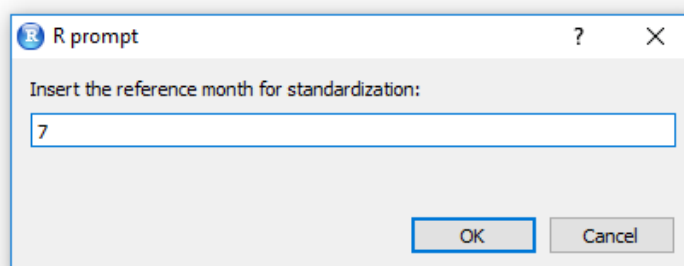 R prompt
?
Insert the reference month for standardization:
7
OK
Cancel